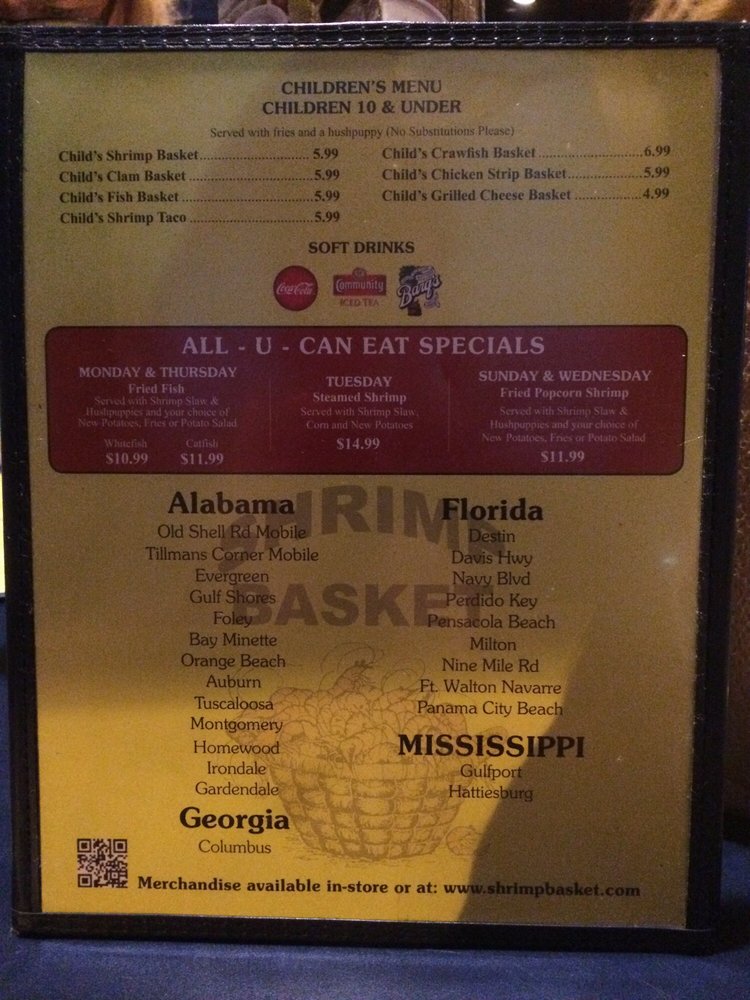 CHILDREN'S MENU
CHILDREN 10 & UNDER
Served with fries and a hushpuppy (No Substitutions Please)
Child's Shrimp Basket.......................... 5.99
Child's Clam Basket..............................5.99
Child's Fish Basket ...............................5.99
Child's Shrimp Taco .............................5.99
Child's Crawfish Basket ........................6.99
Child's Chicken Strip Basket..................5.99
Child's Grilled Cheese Basket ................4.99
SOFT DRINKS
Coca-Cola
Community
ICED TEA
Barq's
ALL - U - CAN EAT SPECIALS
MONDAY & THURSDAY
Fried Fish
Served with Shrimp Slaw &
Hushpuppies and your choice of
New Potatoes, Fries or Potato Salad
Whitefish Catfish
$10.99 $11.99
TUESDAY
Steamed Shrimp
Served with Shrimp Slaw,
Corn and New Potatoes
$14.99
SUNDAY & WEDNESDAY
Fried Popcorn Shrimp
Served with Shrimp Slaw &
Hushpuppies and your choice of
New Potatoes, Fries or Potato Salad
$11.99
SHRIMP
BASKET
Alabama
Old Shell Rd Mobile
Tillmans Corner Mobile
Evergreen
Gulf Shores
Foley
Bay Minette
Orange Beach
Auburn
Tuscaloosa
Montgomery
Homewood
Irondale
Gardendale
Georgia
Columbus
Florida
Destin
Davis Hwy
Navy Blvd
Perdido Key
Pensacola Beach
Milton
Nine Mile Rd
Ft. Walton Navarre
Panama City Beach
MISSISSIPPI
Gulfport
Hattiesburg
Merchandise available in-store or at: www.shrimpbasket.com